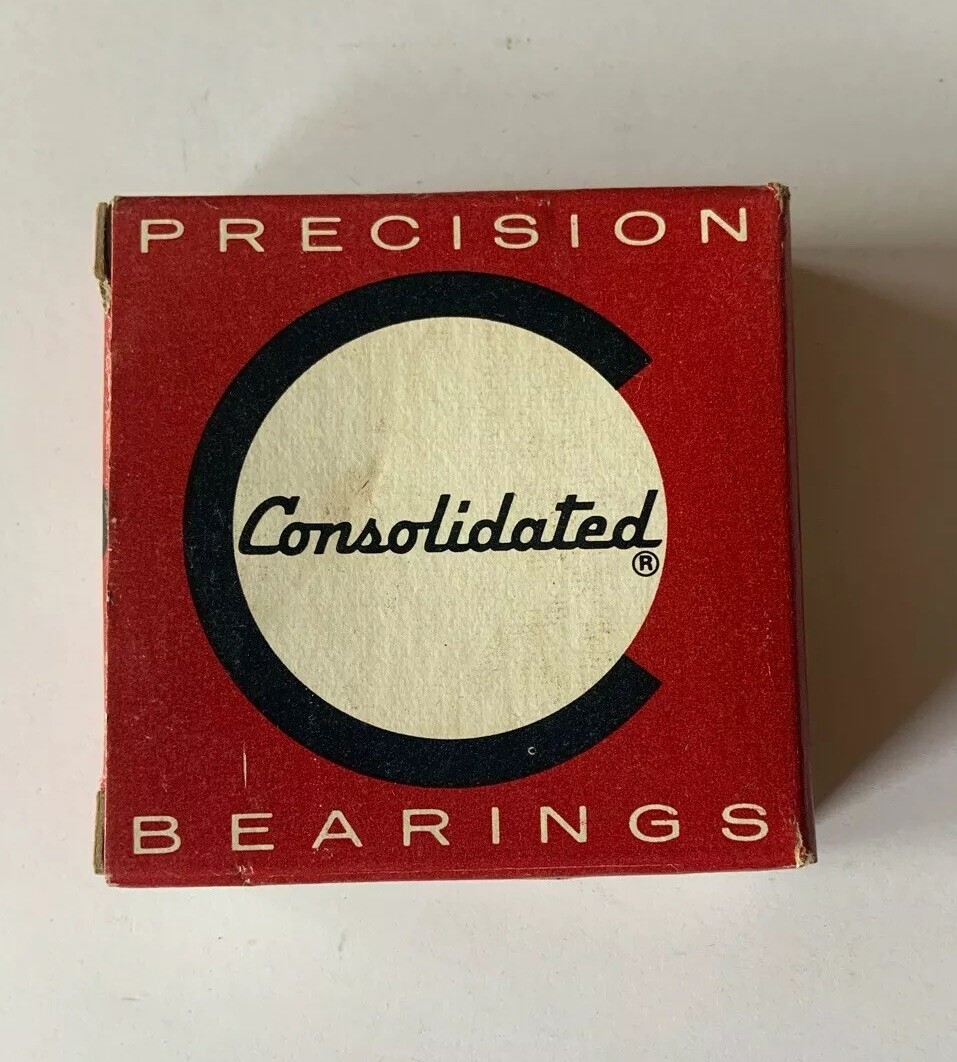 PRECISION
Consolidated
®
BEARINGS